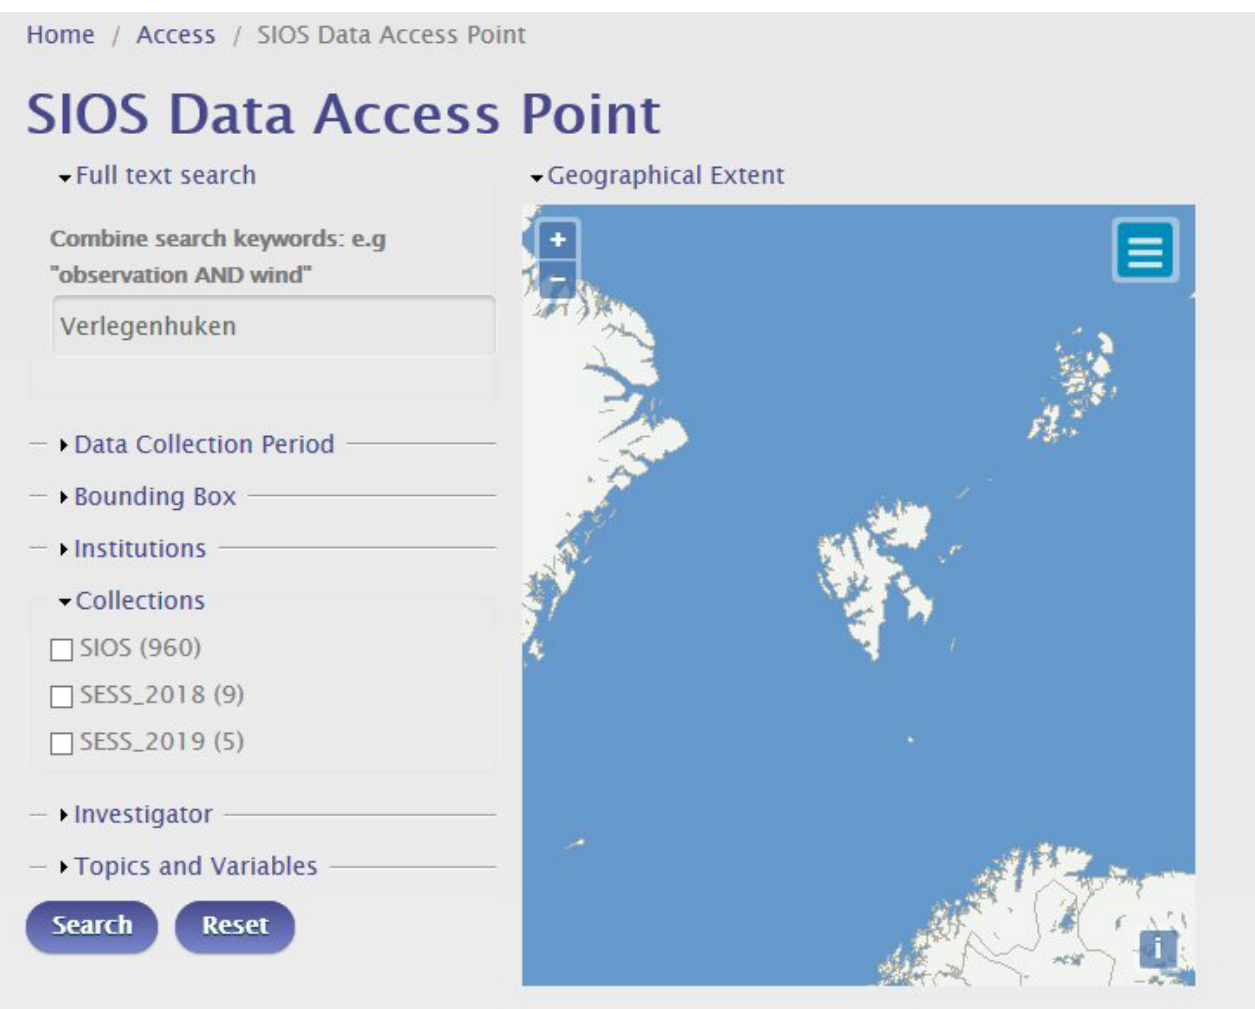 Home / Access / SIOS Data Access Point
SIOS Data Access Point
Full text search
Combine search keywords: e.g
"observation AND wind"
Verlegenhuken
Data Collection Period
Bounding Box
Institutions
Collections
SIOS (960)
SESS_2018 (9)
SESS_2019 (5)
Investigator
Topics and Variables
Search Reset
Geographical Extent
+
-
i